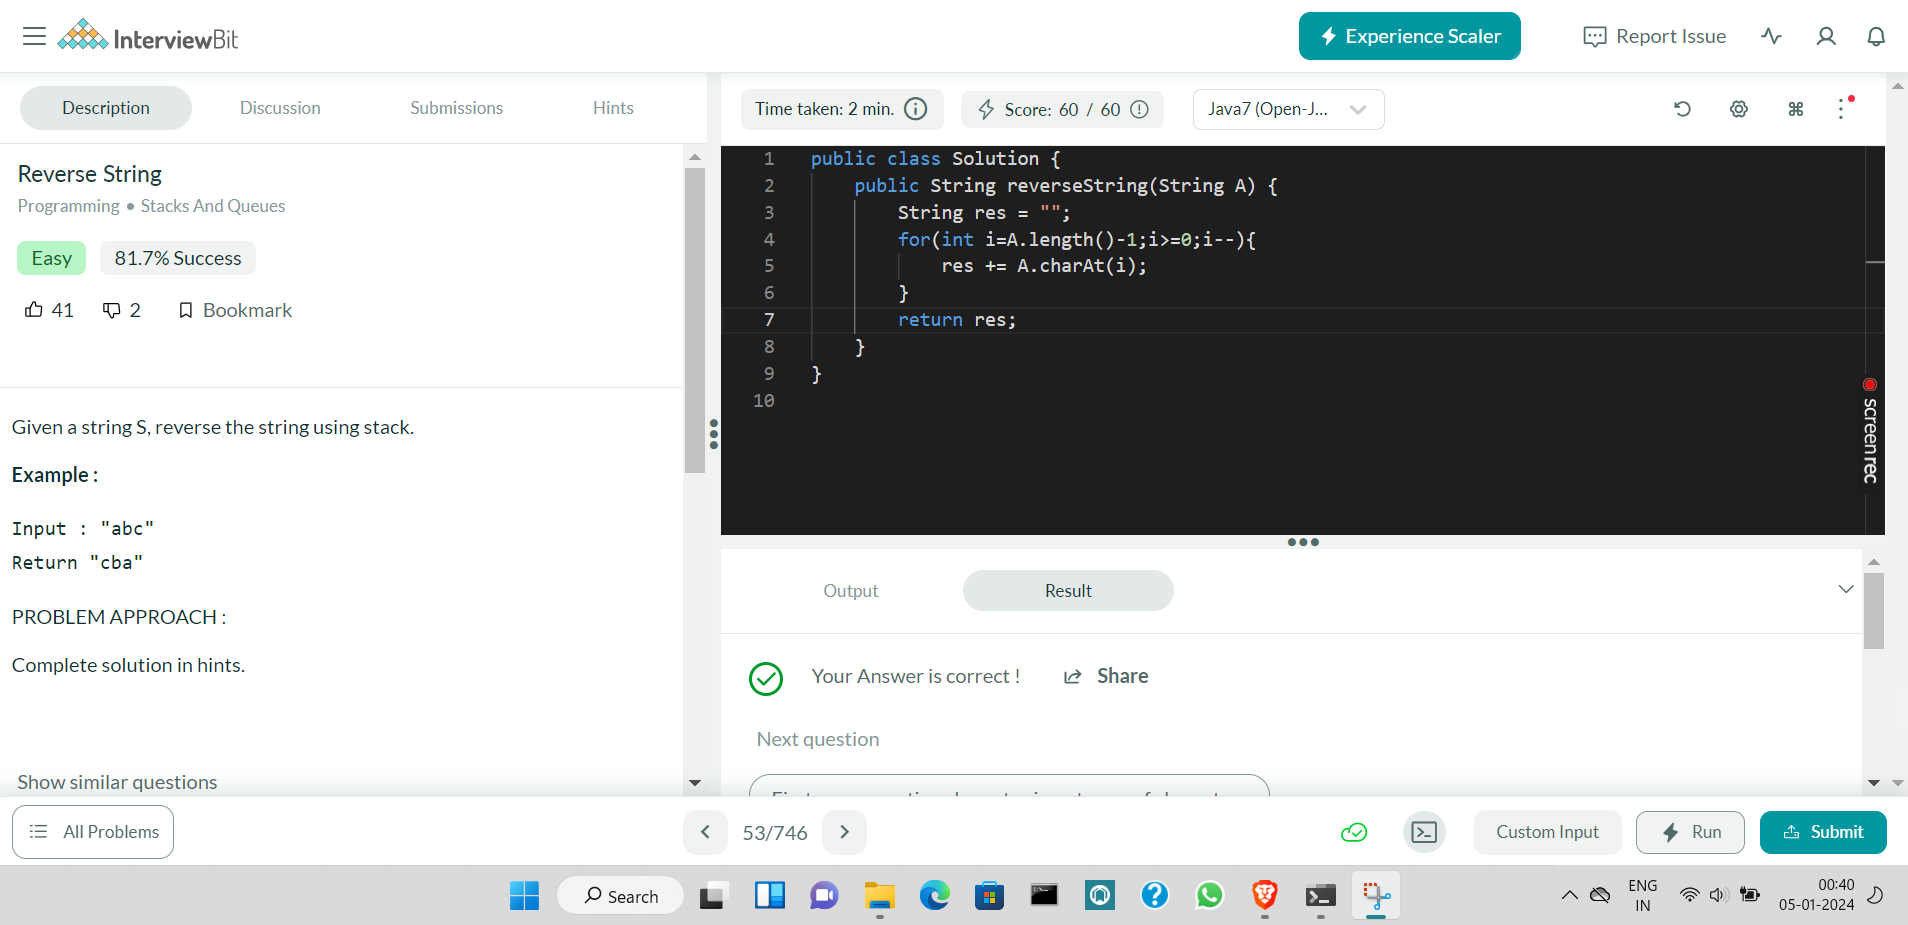 InterviewBit
Experience Scaler
Report Issue
Description
Discussion
Submissions
Hints
Time taken: 2 min.
Score: 60 / 60
Java7 (Open-J...
Reverse String
Programming • Stacks And Queues
Easy
81.7% Success
41
2
Bookmark
Given a string S, reverse the string using stack.
Example :
Input : "abc"
Return "cba"
PROBLEM APPROACH :
Complete solution in hints.
Show similar questions
1 public class Solution {
2 public String reverseString(String A) {
3 String res = "";
4 for(int i=A.length()-1;i>=0;i--){
5 res += A.charAt(i);
6 }
7 return res;
8 }
9 }
10
screenrec
Output
Result
Your Answer is correct !
Share
Next question
All Problems
53/746
Custom Input
Run
Submit
Search
ENG
IN
00:40
05-01-2024